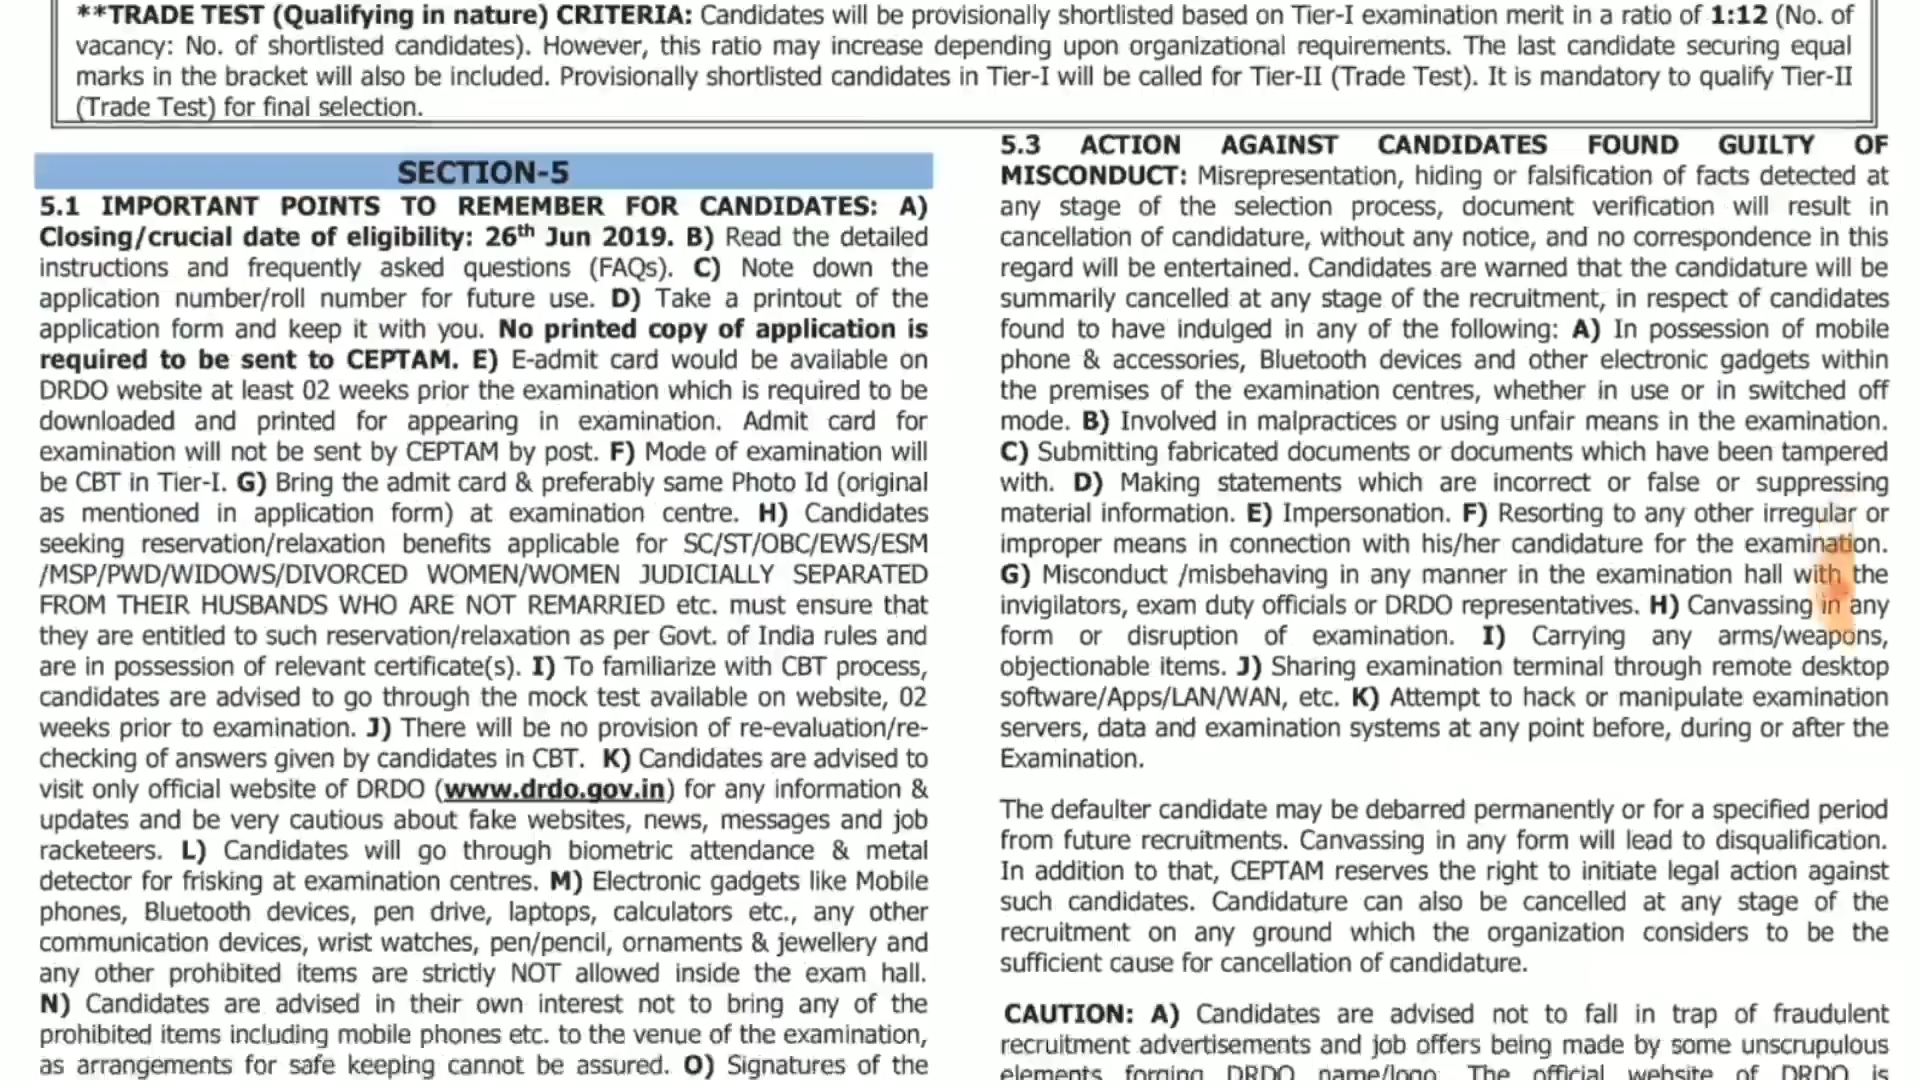 **TRADE TEST (Qualifying in nature) CRITERIA: Candidates will be provisionally shortlisted based on Tier-I examination merit in a ratio of 1:12 (No. of
vacancy: No. of shortlisted candidates). However, this ratio may increase depending upon organizational requirements. The last candidate securing equal
marks in the bracket will also be included. Provisionally shortlisted candidates in Tier-I will be called for Tier-II (Trade Test). It is mandatory to qualify Tier-II
(Trade Test) for final selection.
SECTION-5
5.1 IMPORTANT POINTS TO REMEMBER FOR CANDIDATES: A)
Closing/crucial date of eligibility: 26th Jun 2019. B) Read the detailed
instructions and frequently asked questions (FAQs). C) Note down the
application number/roll number for future use. D) Take a printout of the
application form and keep it with you. No printed copy of application is
required to be sent to CEPTAM. E) E-admit card would be available on
DRDO website at least 02 weeks prior the examination which is required to be
downloaded and printed for appearing in examination. Admit card for
examination will not be sent by CEPTAM by post. F) Mode of examination will
be CBT in Tier-I. G) Bring the admit card & preferably same Photo Id (original
as mentioned in application form) at examination centre. H) Candidates
seeking reservation/relaxation benefits applicable for SC/ST/OBC/EWS/ESM
/MSP/PWD/WIDOWS/DIVORCED WOMEN/WOMEN JUDICIALLY SEPARATED
FROM THEIR HUSBANDS WHO ARE NOT REMARRIED etc. must ensure that
they are entitled to such reservation/relaxation as per Govt. of India rules and
are in possession of relevant certificate(s). I) To familiarize with CBT process,
candidates are advised to go through the mock test available on website, 02
weeks prior to examination. J) There will be no provision of re-evaluation/re-
checking of answers given by candidates in CBT. K) Candidates are advised to
visit only official website of DRDO (www.drdo.gov.in) for any information &
updates and be very cautious about fake websites, news, messages and job
racketeers. L) Candidates will go through biometric attendance & metal
detector for frisking at examination centres. M) Electronic gadgets like Mobile
phones, Bluetooth devices, pen drive, laptops, calculators etc., any other
communication devices, wrist watches, pen/pencil, ornaments & jewellery and
any other prohibited items are strictly NOT allowed inside the exam hall.
N) Candidates are advised in their own interest not to bring any of the
prohibited items including mobile phones etc. to the venue of the examination,
as arrangements for safe keeping cannot be assured. O) Signatures of the
5.3 ACTION AGAINST CANDIDATES FOUND GUILTY OF
MISCONDUCT: Misrepresentation, hiding or falsification of facts detected at
any stage of the selection process, document verification will result in
cancellation of candidature, without any notice, and no correspondence in this
regard will be entertained. Candidates are warned that the candidature will be
summarily cancelled at any stage of the recruitment, in respect of candidates
found to have indulged in any of the following: A) In possession of mobile
phone & accessories, Bluetooth devices and other electronic gadgets within
the premises of the examination centres, whether in use or in switched off
mode. B) Involved in malpractices or using unfair means in the examination.
C) Submitting fabricated documents or documents which have been tampered
with. D) Making statements which are incorrect or false or suppressing
material information. E) Impersonation. F) Resorting to any other irregular or
improper means in connection with his/her candidature for the examination.
G) Misconduct /misbehaving in any manner in the examination hall with the
invigilators, exam duty officials or DRDO representatives. H) Canvassing in any
form or disruption of examination. I) Carrying any arms/weapons,
objectionable items. J) Sharing examination terminal through remote desktop
software/Apps/LAN/WAN, etc. K) Attempt to hack or manipulate examination
servers, data and examination systems at any point before, during or after the
Examination.
The defaulter candidate may be debarred permanently or for a specified period
from future recruitments. Canvassing in any form will lead to disqualification.
In addition to that, CEPTAM reserves the right to initiate legal action against
such candidates. Candidature can also be cancelled at any stage of the
recruitment on any ground which the organization considers to be the
sufficient cause for cancellation of candidature.
CAUTION: A) Candidates are advised not to fall in trap of fraudulent
recruitment advertisements and job offers being made by some unscrupulous
elements forging DRDO name/logo. The official website of DRDO is